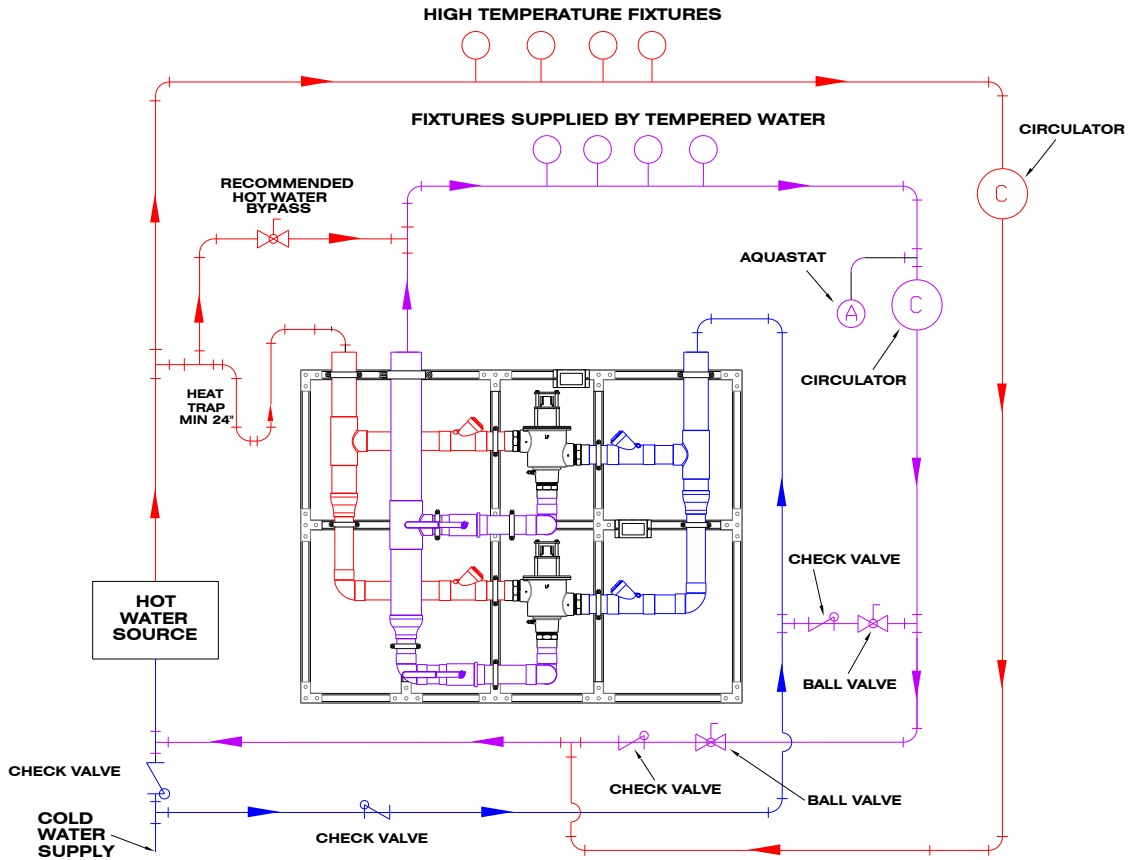 HIGH TEMPERATURE FIXTURES
FIXTURES SUPPLIED BY TEMPERED WATER
CIRCULATOR
C
RECOMMENDED
HOT WATER
BYPASS
AQUASTAT
A
C
CIRCULATOR
HEAT
TRAP
MIN 24"
HOT
WATER
SOURCE
CHECK VALVE
BALL VALVE
CHECK VALVE
CHECK VALVE
BALL VALVE
COLD
WATER
SUPPLY
CHECK VALVE